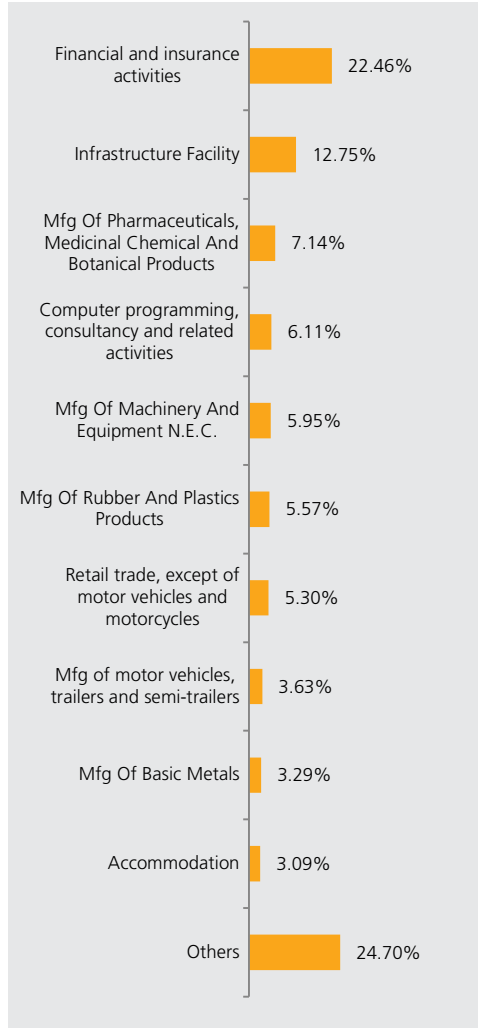 Financial and insurance
activities
22.46%
Infrastructure Facility
12.75%
Mfg Of Pharmaceuticals,
Medicinal Chemical And
Botanical Products
7.14%
Computer programming,
consultancy and related
activities
6.11%
Mfg Of Machinery And
Equipment N.E.C.
5.95%
Mfg Of Rubber And Plastics
Products
5.57%
Retail trade, except of
motor vehicles and
motorcycles
5.30%
Mfg of motor vehicles,
trailers and semi-trailers
3.63%
Mfg Of Basic Metals
3.29%
Accommodation
3.09%
Others
24.70%